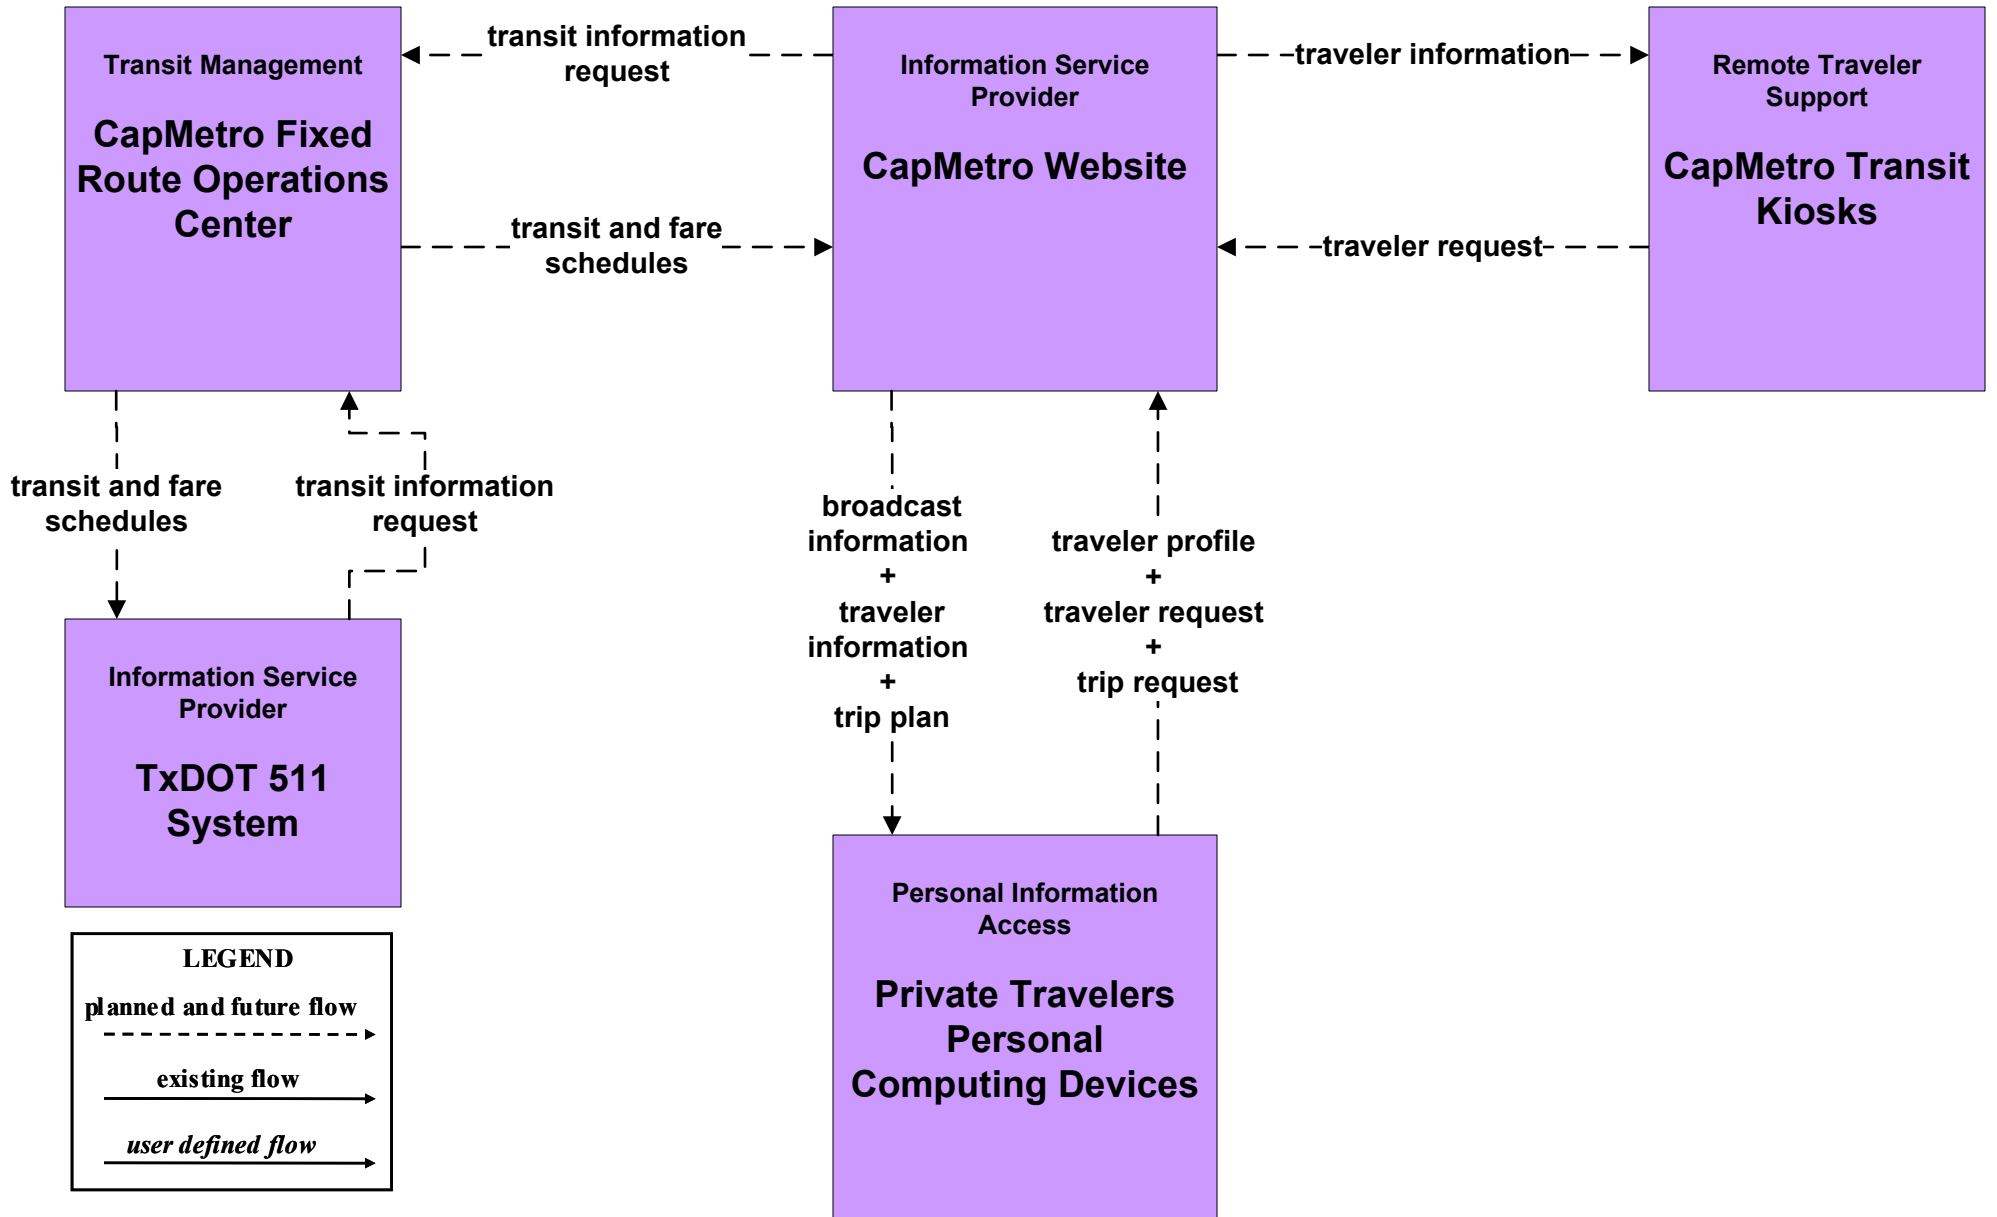 Transit Management
CapMetro Fixed
Route Operations
Center
transit information
request
Information Service
Provider
CapMetro Website
traveler information
Remote Traveler
Support
CapMetro Transit
Kiosks
transit and fare
schedules
traveler request
transit and fare
schedules
transit information
request
broadcast
information
+
traveler
information
+
trip plan
traveler profile
+
traveler request
+
trip request
Information Service
Provider
TxDOT 511
System
Personal Information
Access
Private Travelers
Personal
Computing Devices
LEGEND
planned and future flow
existing flow
user defined flow